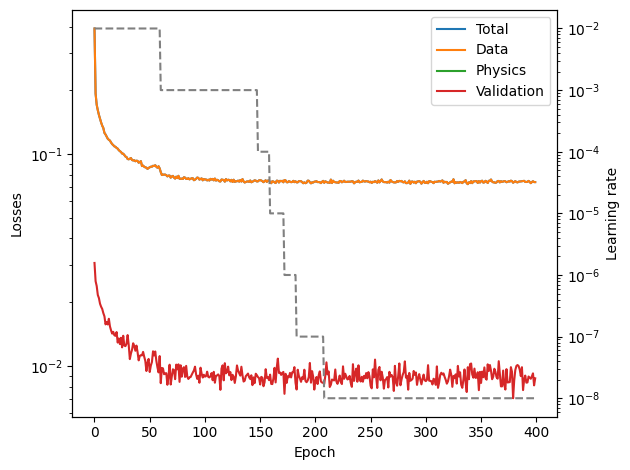 Total
Data
Physics
Validation
Losses
10⁻¹
10⁻²
10⁻²
10⁻³
10⁻⁴
10⁻⁵
10⁻⁶
10⁻⁷
10⁻⁸
Learning rate
0 50 100 150 200 250 300 350 400
Epoch